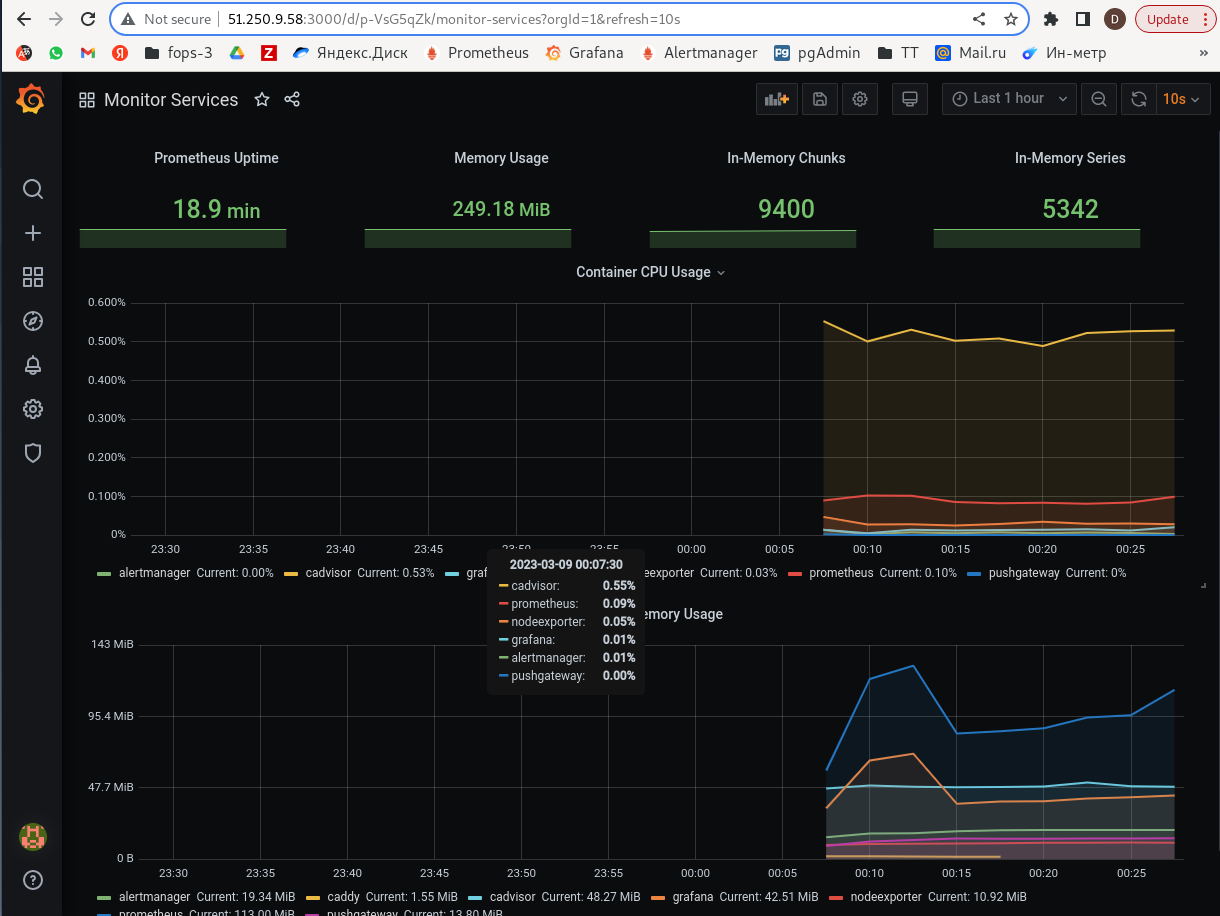 Not secure 51.250.9.58:3000/d/p-VsG5qZk/monitor-services?orgId=1&refresh=10s D Update
Я fops-3 Z Яндекс.Диск Prometheus Grafana Alertmanager pgAdmin TT Mail.ru Ин-метр »
Monitor Services Last 1 hour 10s
Prometheus Uptime Memory Usage In-Memory Chunks In-Memory Series
18.9 min 249.18 MiB 9400 5342
Container CPU Usage
0.600%
0.500%
0.400%
0.300%
0.200%
0.100%
0%
23:30 23:35 23:40 23:45 23:50 23:55 00:00 00:05 00:10 00:15 00:20 00:25
alertmanager Current: 0.00% cadvisor Current: 0.53% graf eexporter Current: 0.03% prometheus Current: 0.10% pushgateway Current: 0%
2023-03-09 00:07:30
cadvisor: 0.55%
prometheus: 0.09%
nodeexporter: 0.05%
grafana: 0.01%
alertmanager: 0.01%
pushgateway: 0.00%
emory Usage
143 MiB
95.4 MiB
47.7 MiB
0 B
23:30 23:35 23:40 23:45 23:50 23:55 00:00 00:05 00:10 00:15 00:20 00:25
alertmanager Current: 19.34 MiB caddy Current: 1.55 MiB cadvisor Current: 48.27 MiB grafana Current: 42.51 MiB nodeexporter Current: 10.92 MiB
prometheus Current: 113.00 MiB pushgateway Current: 13.80 MiB